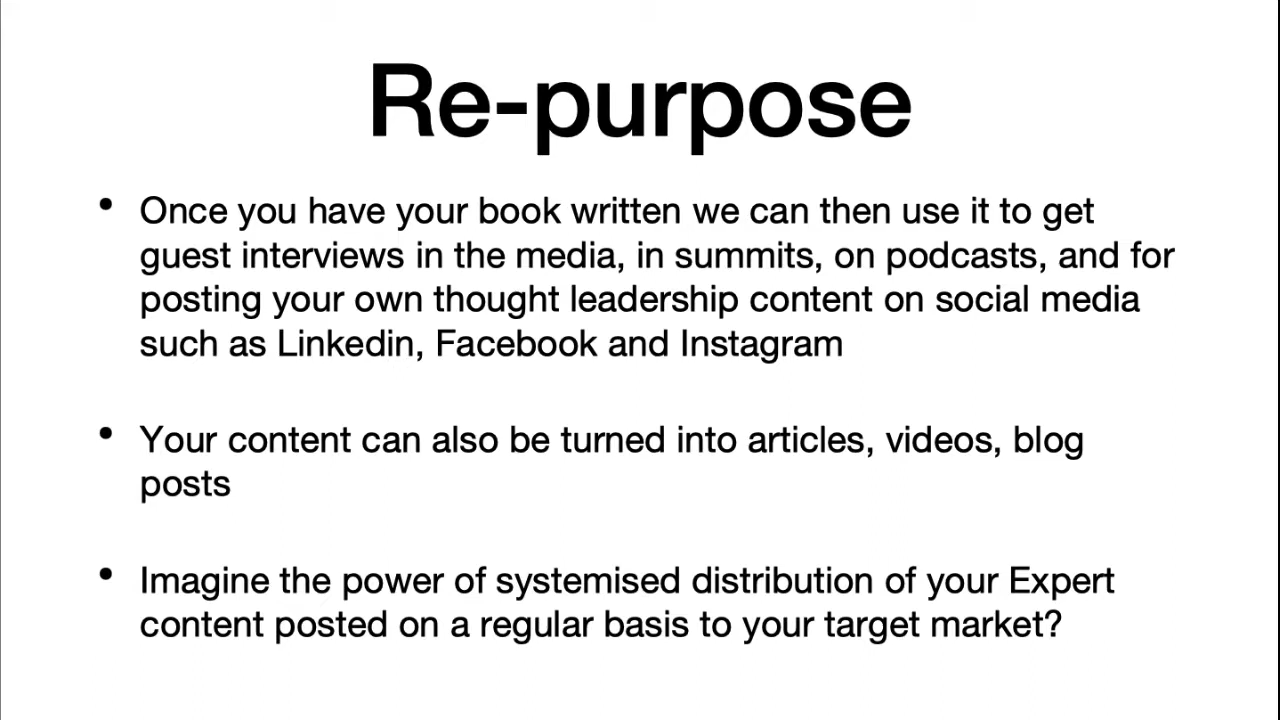 Re-purpose
• Once you have your book written we can then use it to get
guest interviews in the media, in summits, on podcasts, and for
posting your own thought leadership content on social media
such as Linkedin, Facebook and Instagram
• Your content can also be turned into articles, videos, blog
posts
• Imagine the power of systemised distribution of your Expert
content posted on a regular basis to your target market?